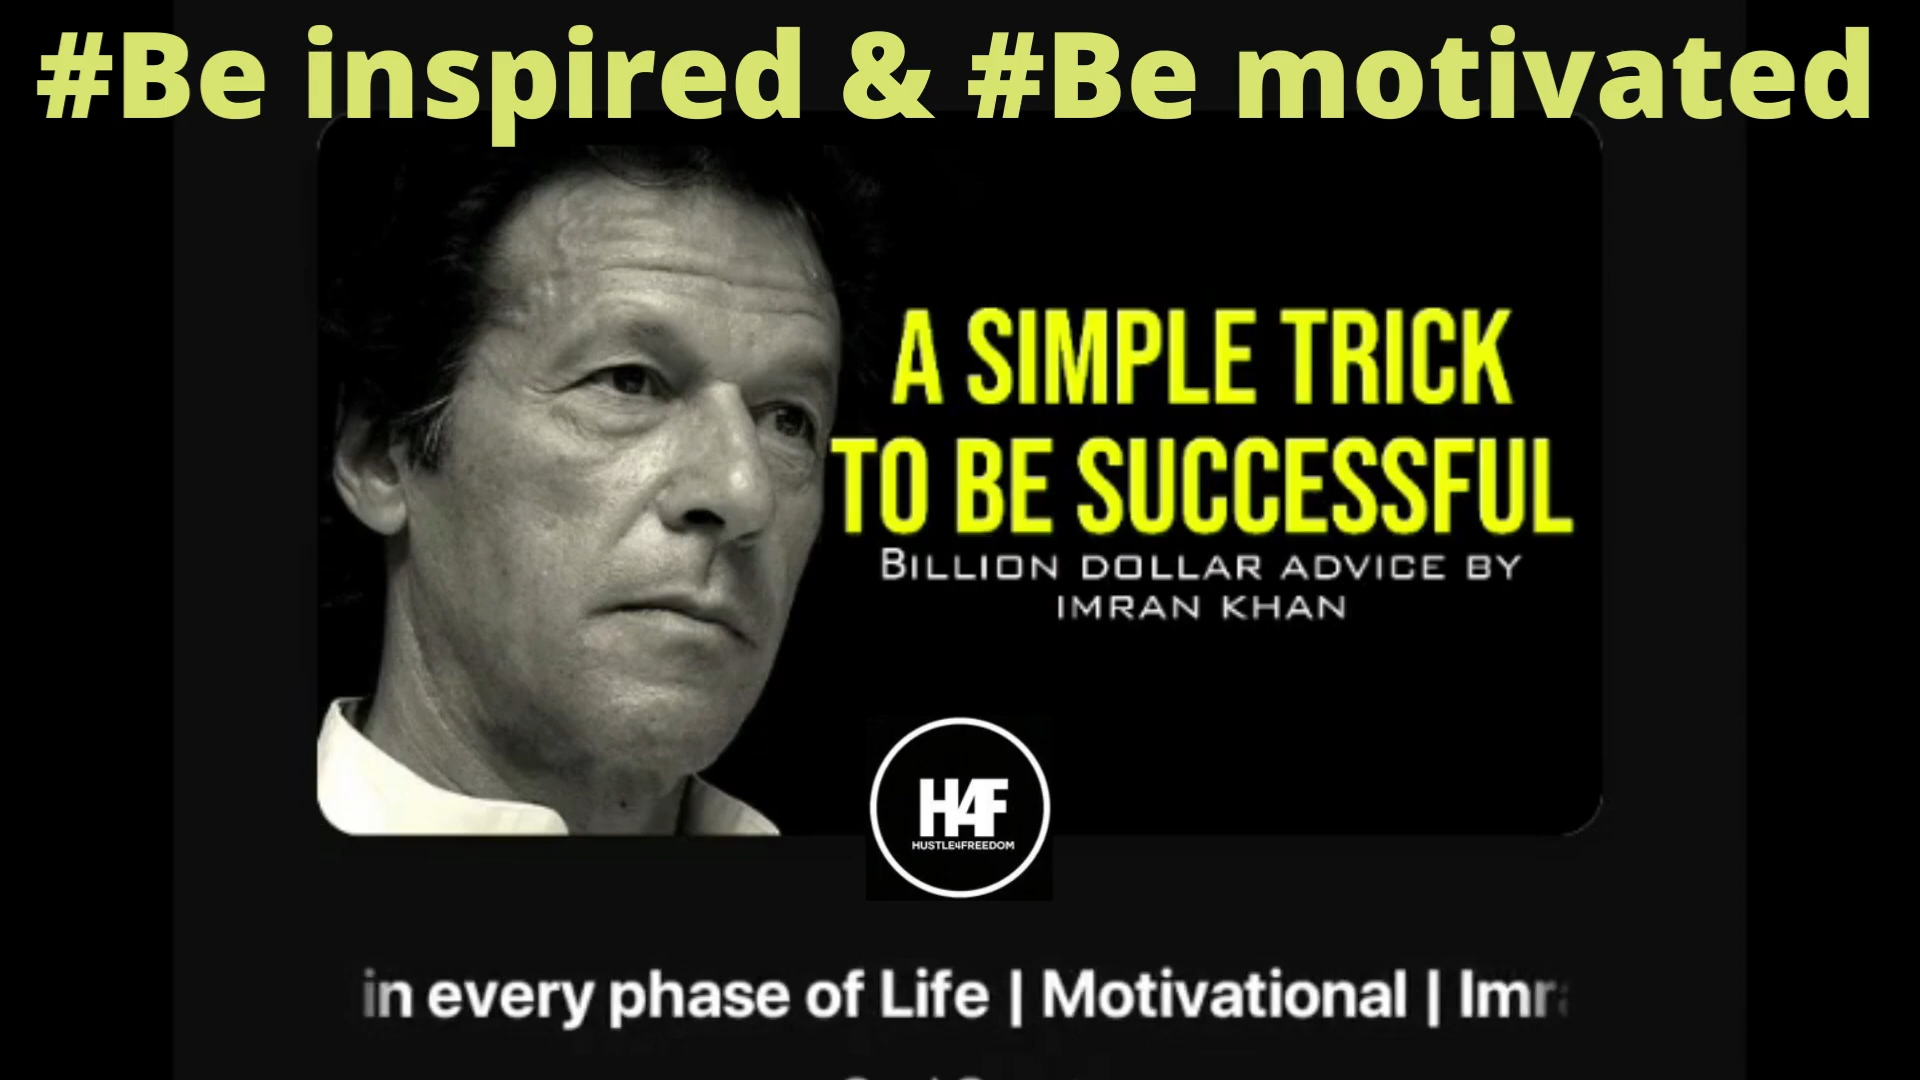 #Be inspired & #Be motivated
A SIMPLE TRICK
TO BE SUCCESSFUL
BILLION DOLLAR ADVICE BY
IMRAN KHAN
H4F
HUSTLE4FREEDOM
in every phase of Life | Motivational | Imr